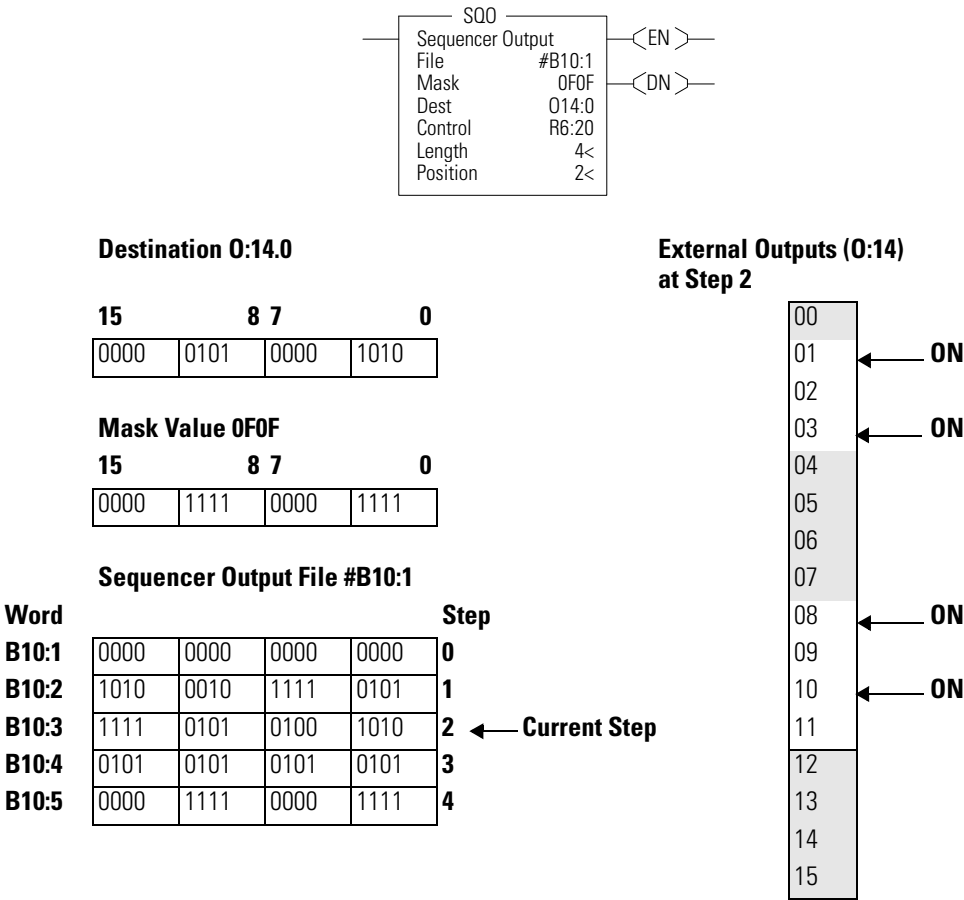 SQO
Sequencer Output
File #B10:1
Mask 0F0F
Dest O14:0
Control R6:20
Length 4<
Position 2<
EN
DN
Destination O:14.0
15 8 7 0
0000 0101 0000 1010
Mask Value 0F0F
15 8 7 0
0000 1111 0000 1111
Sequencer Output File #B10:1
Word Step
B10:1 0000 0000 0000 0000 0
B10:2 1010 0010 1111 0101 1
B10:3 1111 0101 0100 1010 2 Current Step
B10:4 0101 0101 0101 0101 3
B10:5 0000 1111 0000 1111 4
External Outputs (O:14)
at Step 2
00
01 ON
02
03 ON
04
05
06
07
08 ON
09
10 ON
11
12
13
14
15